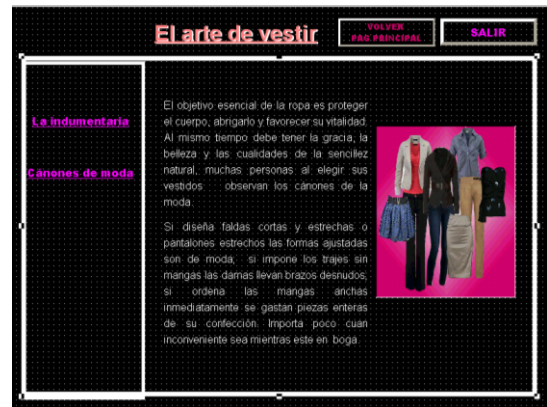 El arte de vestir
VOLVER
PAG PRINCIPAL
SALIR
La indumentaria
Cánones de moda
El objetivo esencial de la ropa es proteger
el cuerpo, abrigarlo y favorecer su vitalidad.
Al mismo tiempo debe tener la gracia, la
belleza y las cualidades de la sencillez
natural, muchas personas al elegir sus
vestidos observan los cánones de la
moda.
Si diseña faldas cortas y estrechas o
pantalones estrechos las formas ajustadas
son de moda; si impone los trajes sin
mangas las damas llevan brazos desnudos;
si ordena las mangas anchas
inmediatamente se gastan piezas enteras
de su confección. Importa poco cuan
inconveniente sea mientras este en boga.